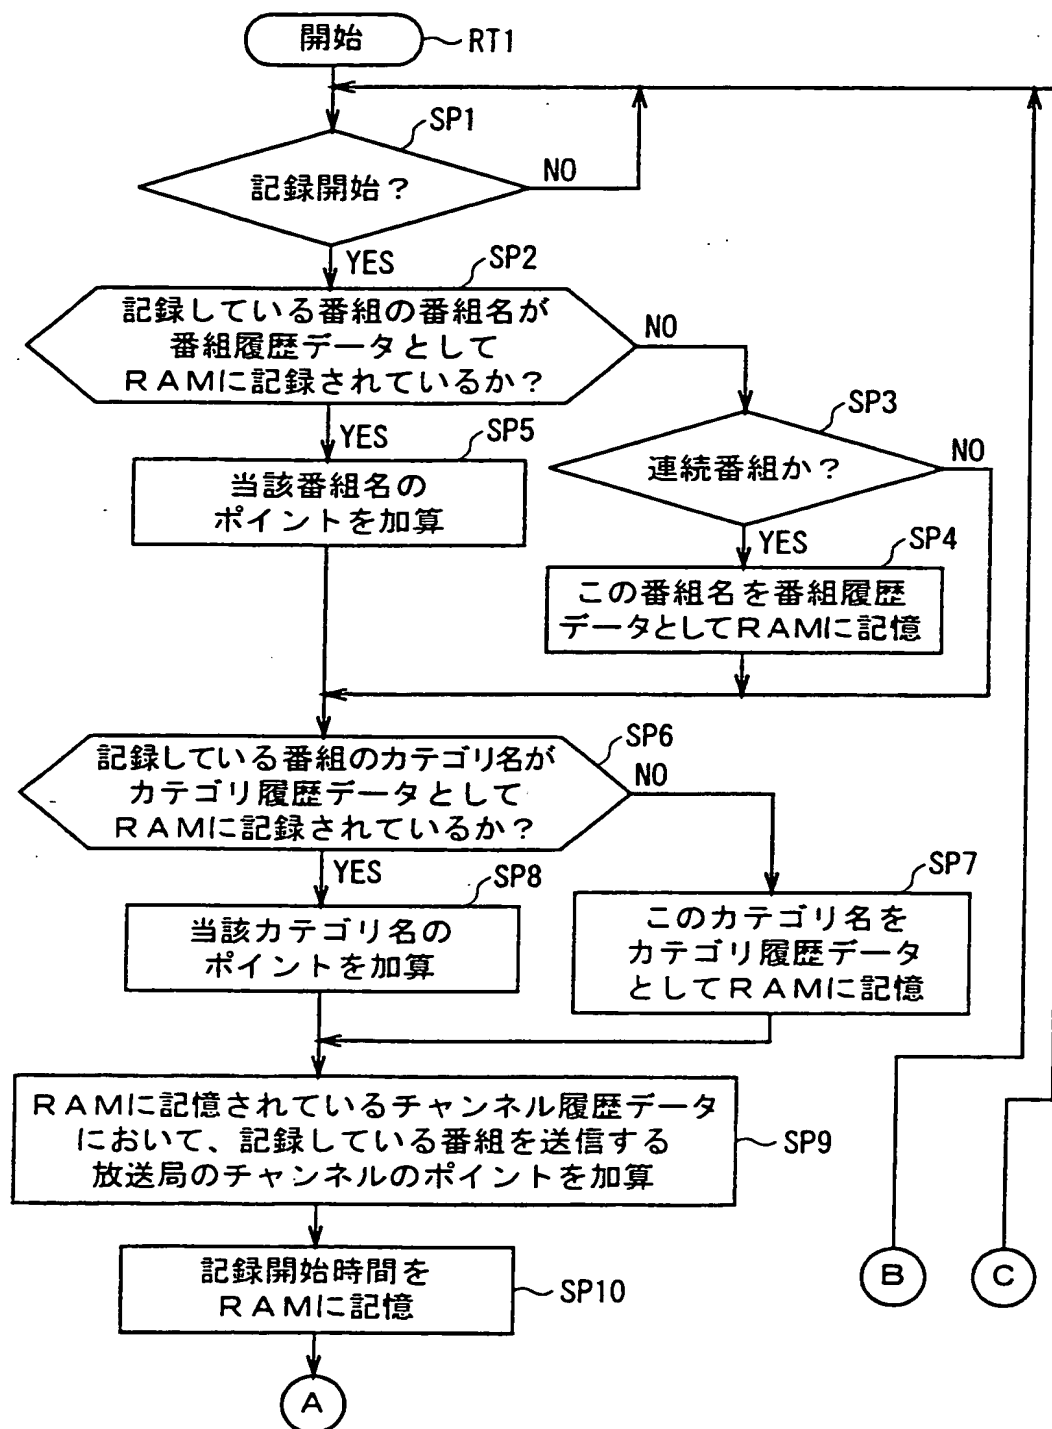 開始
RT1
SP1
記録開始?
NO
YES
SP2
記録している番組の番組名が
番組履歴データとして
RAMに記録されているか?
NO
YES
SP3
連続番組か?
NO
YES
SP5
当該番組名の
ポイントを加算
SP4
この番組名を番組履歴
データとしてRAMに記憶
SP6
記録している番組のカテゴリ名が
カテゴリ履歴データとして
RAMに記録されているか?
NO
YES
SP8
当該カテゴリ名の
ポイントを加算
SP7
このカテゴリ名を
カテゴリ履歴データ
としてRAMに記憶
RAMに記憶されているチャンネル履歴データ
において、記録している番組を送信する
放送局のチャンネルのポイントを加算
SP9
記録開始時間を
RAMに記憶
SP10
A
B
C